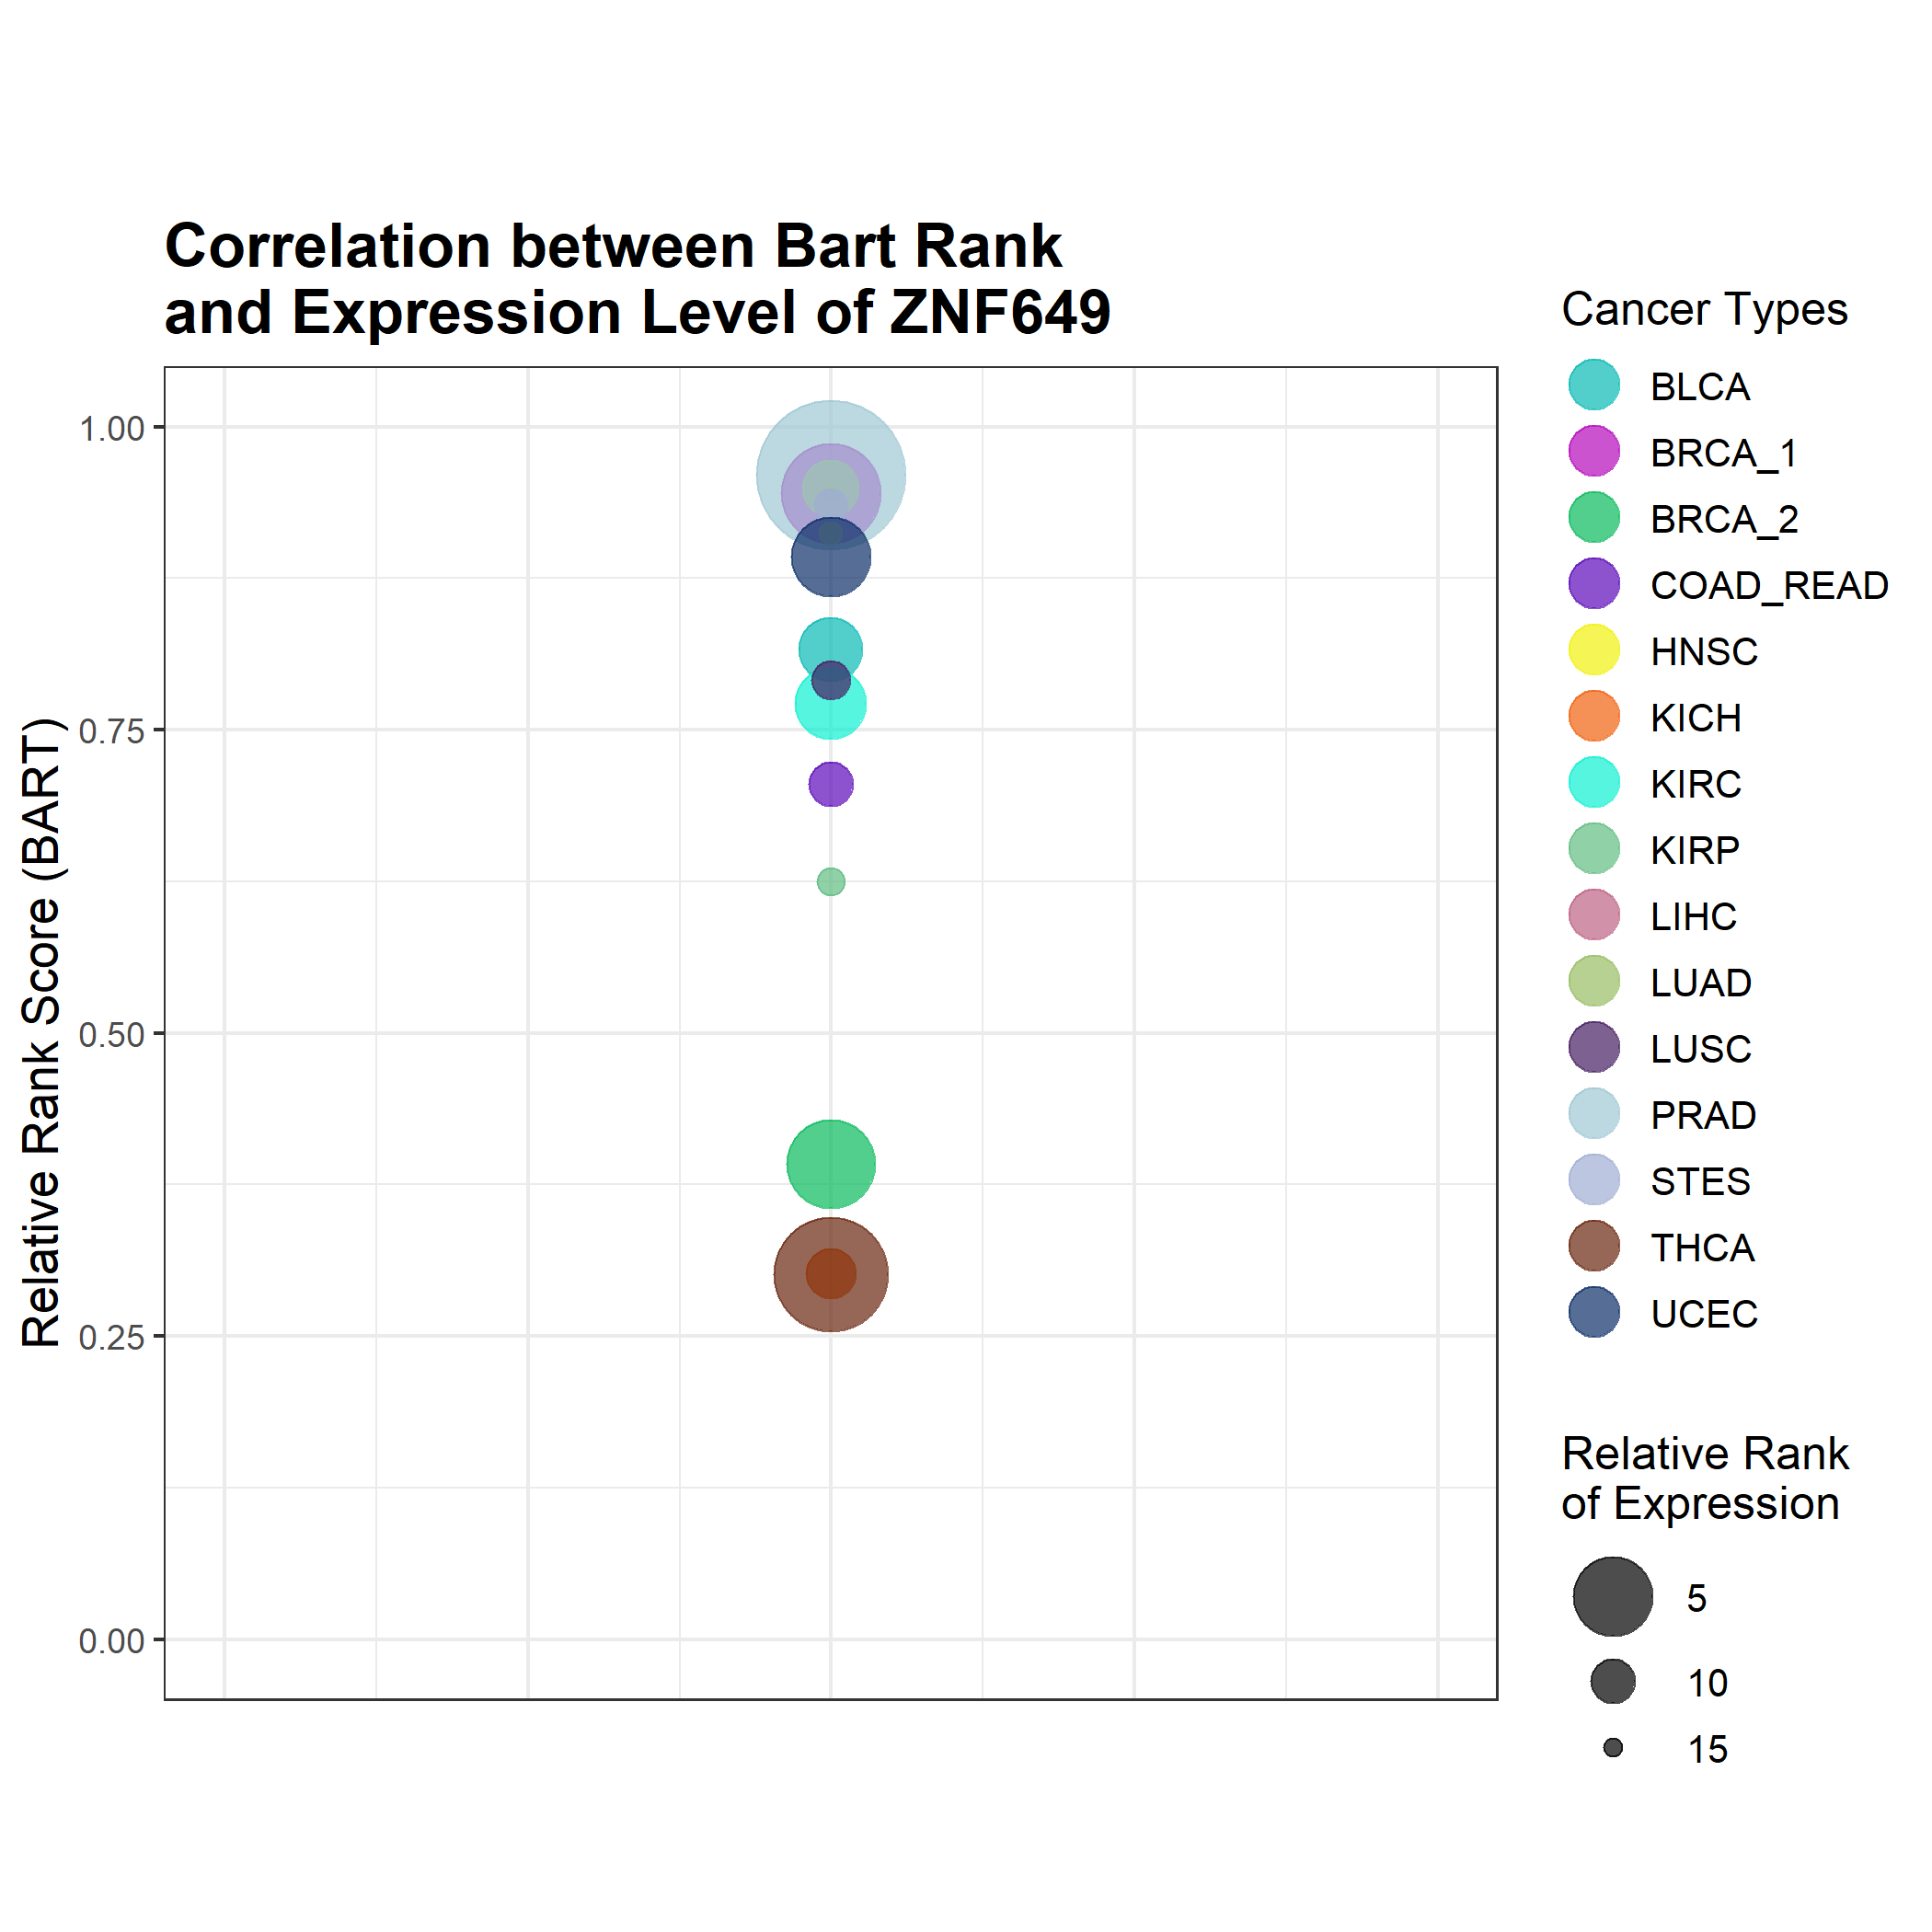 Correlation between Bart Rank
and Expression Level of ZNF649
Relative Rank Score (BART)
1.00
0.75
0.50
0.25
0.00
Cancer Types
BLCA
BRCA_1
BRCA_2
COAD_READ
HNSC
KICH
KIRC
KIRP
LIHC
LUAD
LUSC
PRAD
STES
THCA
UCEC
Relative Rank
of Expression
5
10
15